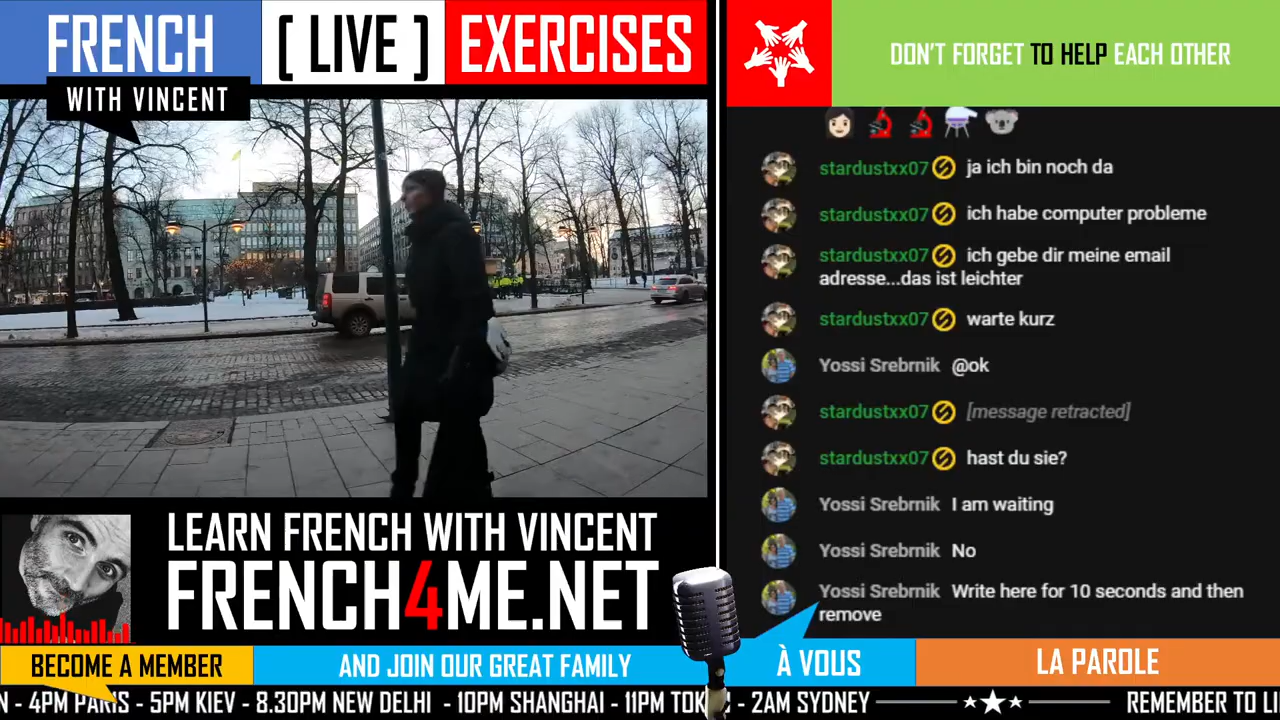 FRENCH
[ LIVE ]
EXERCISES
WITH VINCENT
DON'T FORGET TO HELP EACH OTHER
stardustxx07 ja ich bin noch da
stardustxx07 ich habe computer probleme
stardustxx07 ich gebe dir meine email
adresse...das ist leichter
stardustxx07 warte kurz
Yossi Srebrnik @ok
stardustxx07 [message retracted]
stardustxx07 hast du sie?
Yossi Srebrnik I am waiting
Yossi Srebrnik No
Yossi Srebrnik Write here for 10 seconds and then
remove
LEARN FRENCH WITH VINCENT
FRENCH4ME.NET
BECOME A MEMBER
AND JOIN OUR GREAT FAMILY
À VOUS
LA PAROLE
N - 4PM PARIS - 5PM KIEV - 8.30PM NEW DELHI - 10PM SHANGHAI - 11PM TOK - 2AM SYDNEY REMEMBER TO LI